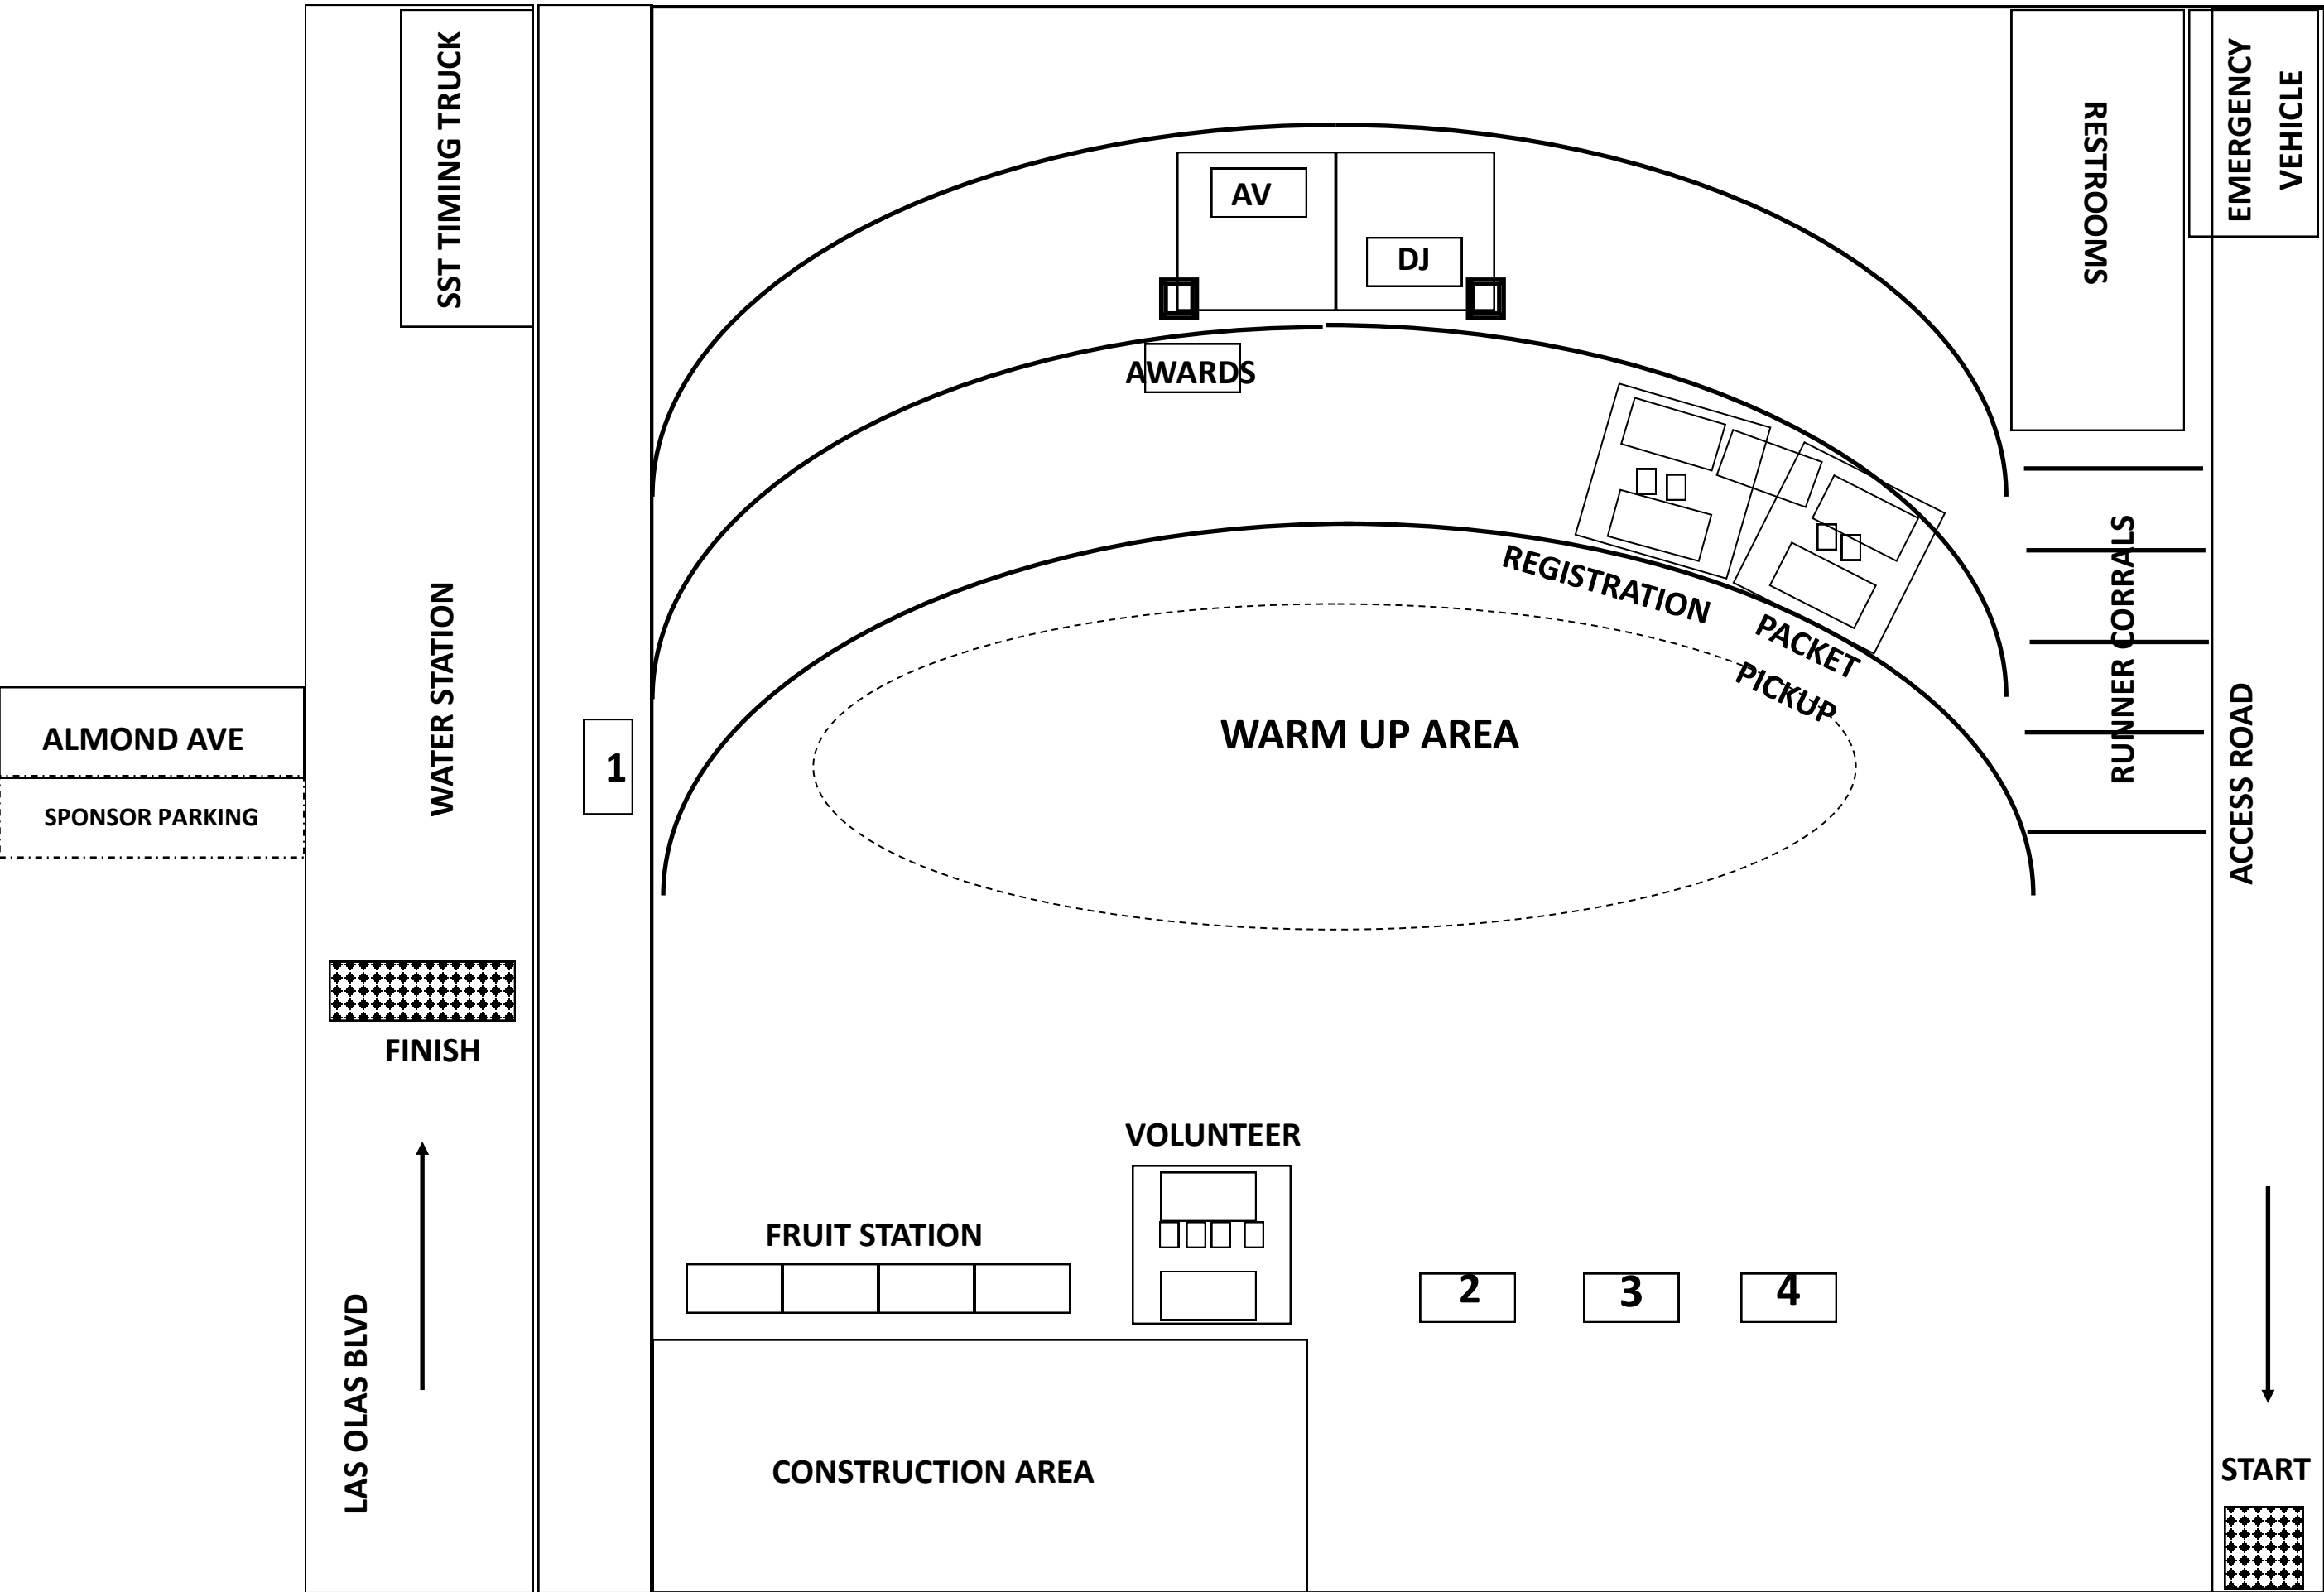 SST TIMING TRUCK
EMERGENCY
VEHICLE
RESTROOMS
AV
DJ
AWARDS
REGISTRATION
PACKET
PICKUP
RUNNER CORRALS
WATER STATION
ALMOND AVE
SPONSOR PARKING
1
WARM UP AREA
ACCESS ROAD
FINISH
VOLUNTEER
FRUIT STATION
2
3
4
LAS OLAS BLVD
CONSTRUCTION AREA
START